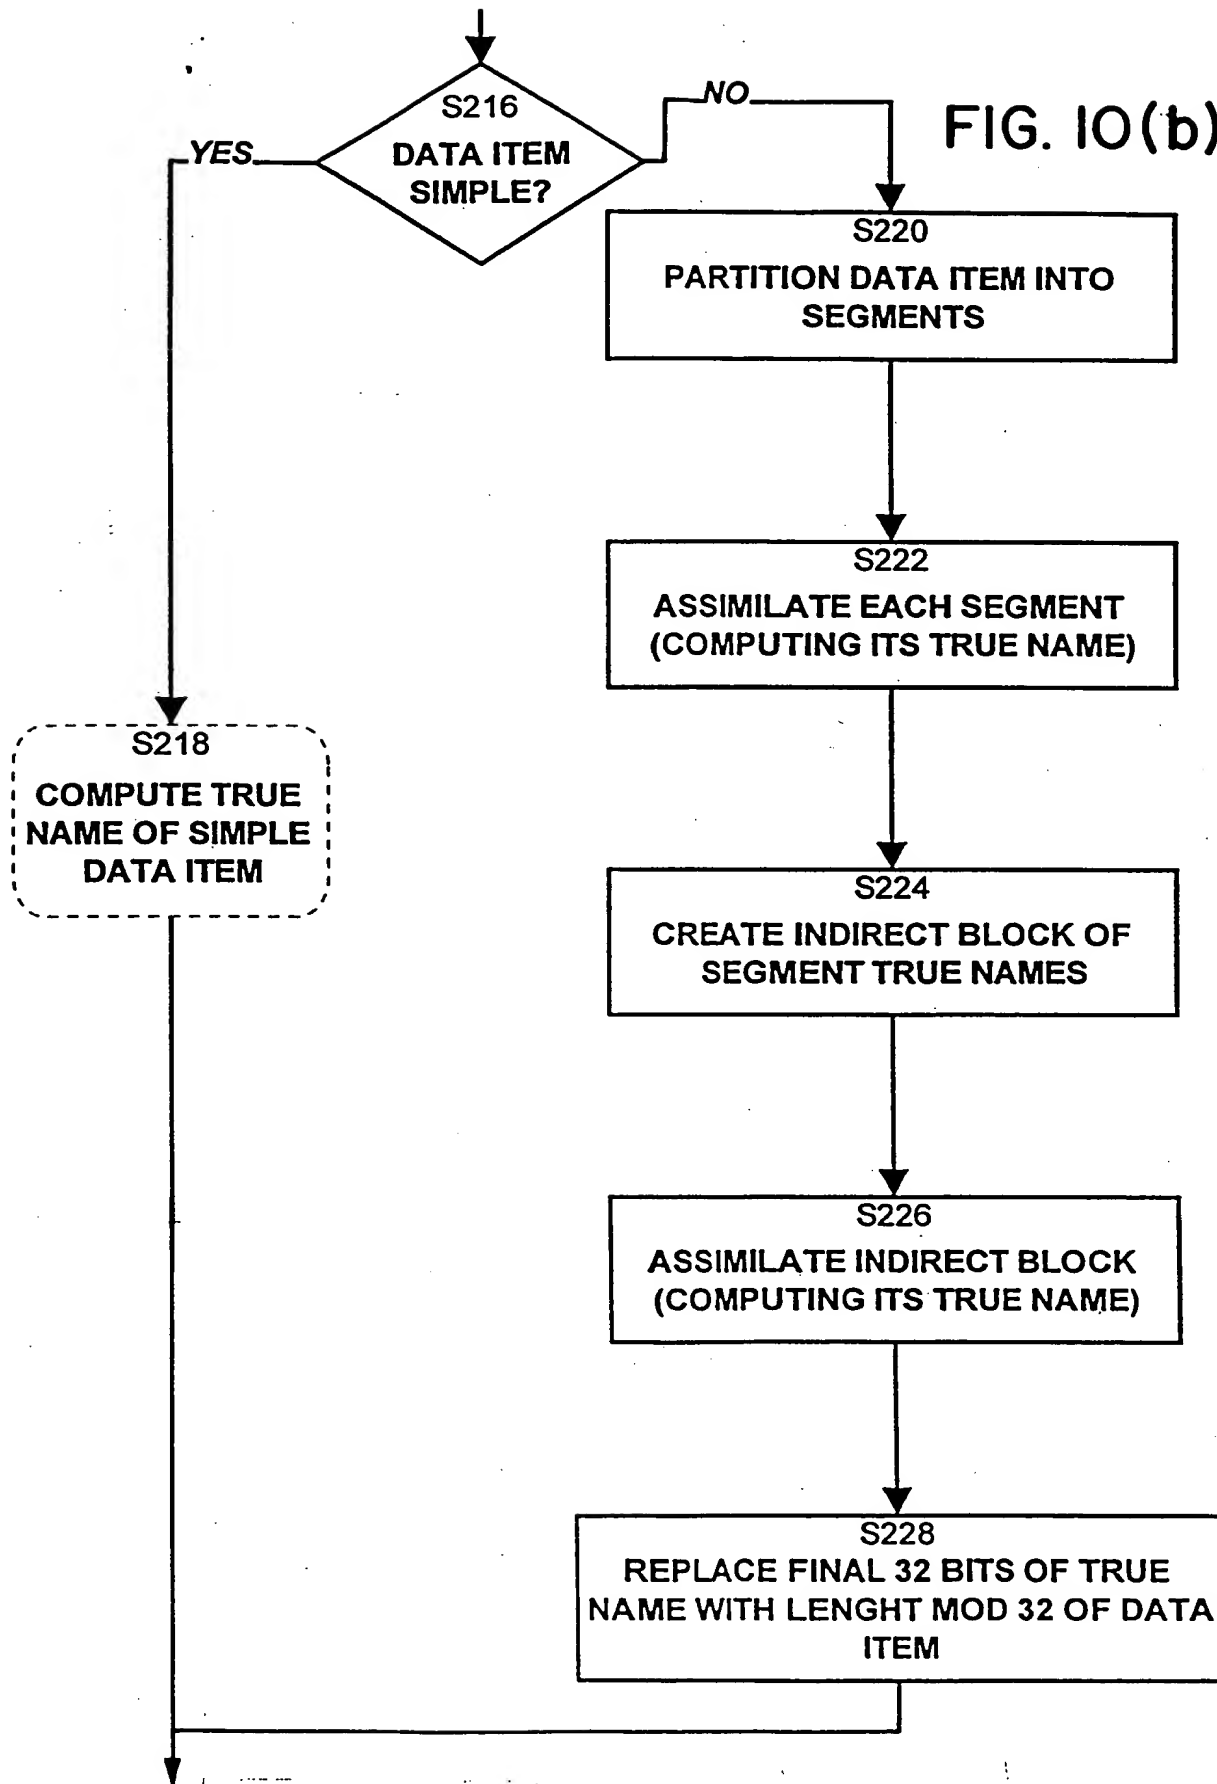 FIG. 10(b)
S216
DATA ITEM
SIMPLE?
YES
NO
S220
PARTITION DATA ITEM INTO
SEGMENTS
S222
ASSIMILATE EACH SEGMENT
(COMPUTING ITS TRUE NAME)
S218
COMPUTE TRUE
NAME OF SIMPLE
DATA ITEM
S224
CREATE INDIRECT BLOCK OF
SEGMENT TRUE NAMES
S226
ASSIMILATE INDIRECT BLOCK
(COMPUTING ITS TRUE NAME)
S228
REPLACE FINAL 32 BITS OF TRUE
NAME WITH LENGHT MOD 32 OF DATA
ITEM